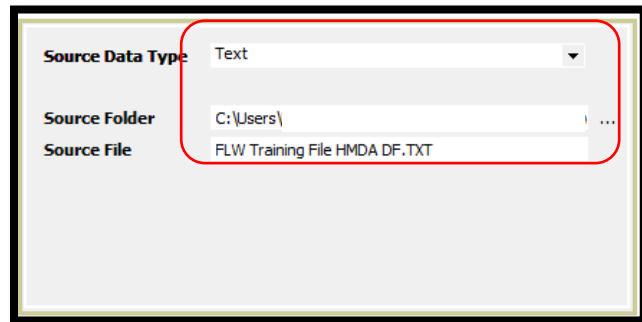 Source Data Type Text
Source Folder C:\Users\ ...
Source File FLW Training File HMDA DF.TXT